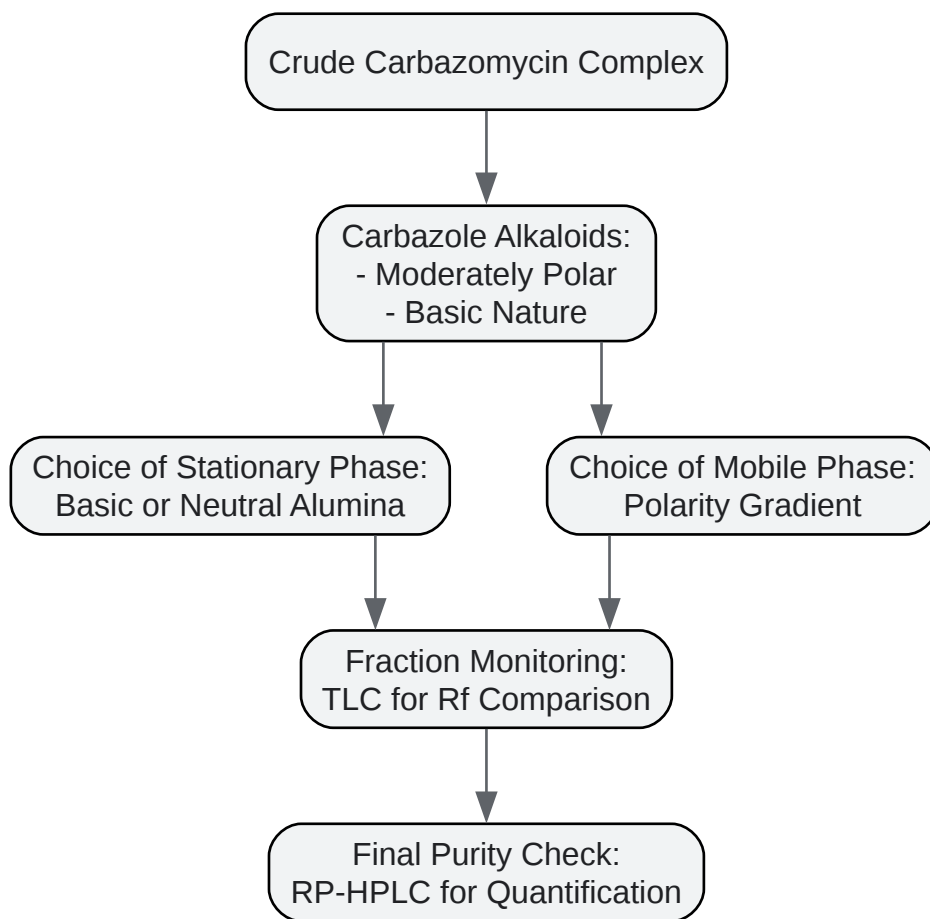 Crude Carbazomycin Complex
Carbazole Alkaloids:
- Moderately Polar
- Basic Nature
Choice of Stationary Phase:
Basic or Neutral Alumina
Choice of Mobile Phase:
Polarity Gradient
Fraction Monitoring:
TLC for Rf Comparison
Final Purity Check:
RP-HPLC for Quantification